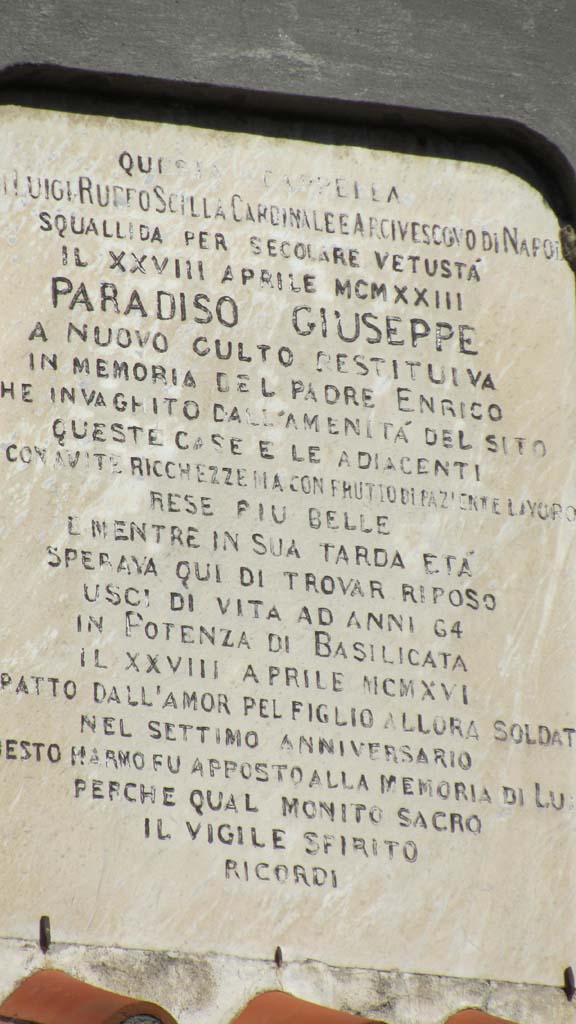 QUESTA CAPPELLA
DI LUIGI RUFFO SCILLA CARDINALE E ARCIVESCOVO DI NAPOLI
SQUALLIDA PER SECOLARE VETUSTÁ
IL XXVIII APRILE MCMXXIII
PARADISO GIUSEPPE
A NUOVO CULTO RESTITUIVA
IN MEMORIA DEL PADRE ENRICO
HE INVAGHITO DALL'AMENITÁ DEL SITO
QUESTE CASE E LE ADIACENTI
CON AVITE RICCHEZZE MA CON FRUTTO DI PAZIENTE LAVORO
RESE PIU BELLE
E MENTRE IN SUA TARDA ETÁ
SPERAVA QUI DI TROVAR RIPOSO
USCÌ DI VITA AD ANNI 64
IN POTENZA DI BASILICATA
IL XXVIII APRILE MCMXVI
PATTO DALL'AMOR PEL FIGLIO ALLORA SOLDAT
NEL SETTIMO ANNIVERSARIO
ESTO MARMO FU APPOSTO ALLA MEMORIA DI LU
PERCHE QUAL MONITO SACRO
IL VIGILE SPIRITO
RICORDI